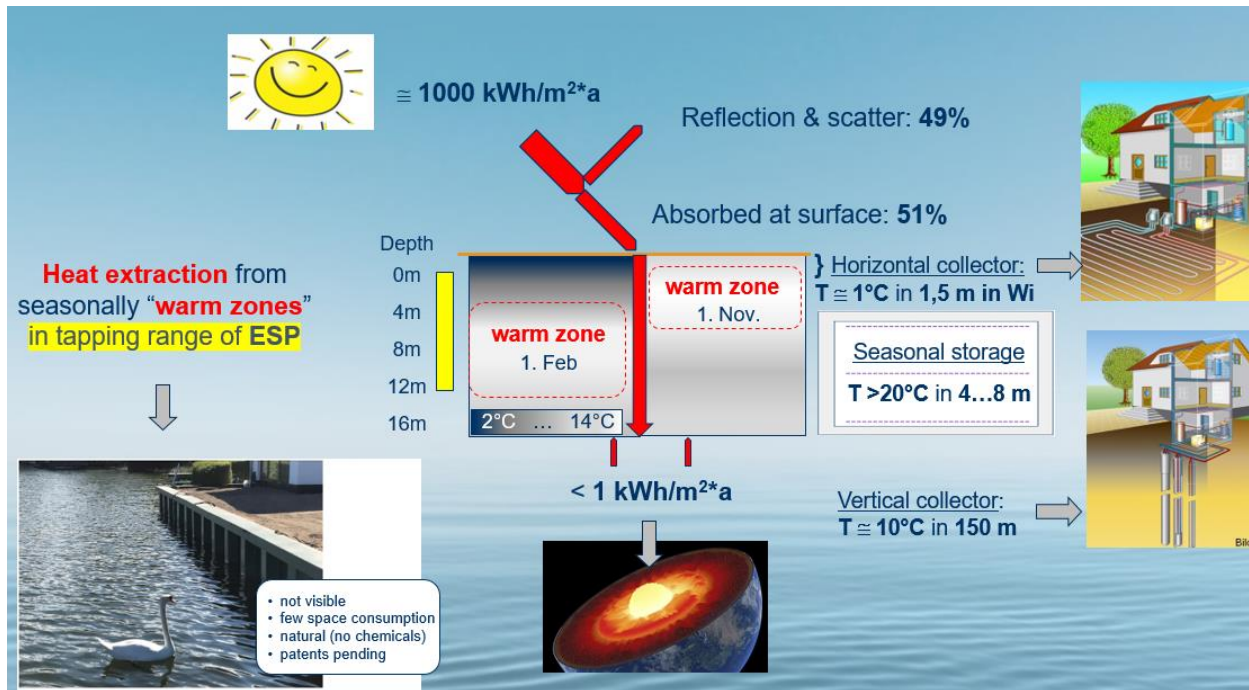 ≅ 1000 kWh/m²*a
Reflection & scatter: 49%
Absorbed at surface: 51%
Heat extraction from
seasonally “warm zones”
in tapping range of ESP
Depth
0m
4m
8m
12m
16m
warm zone
1. Feb
2°C … 14°C
warm zone
1. Nov.
} Horizontal collector:
T ≅ 1°C in 1,5 m in Wi
Seasonal storage
T >20°C in 4…8 m
< 1 kWh/m²*a
Vertical collector:
T ≅ 10°C in 150 m
• not visible
• few space consumption
• natural (no chemicals)
• patents pending